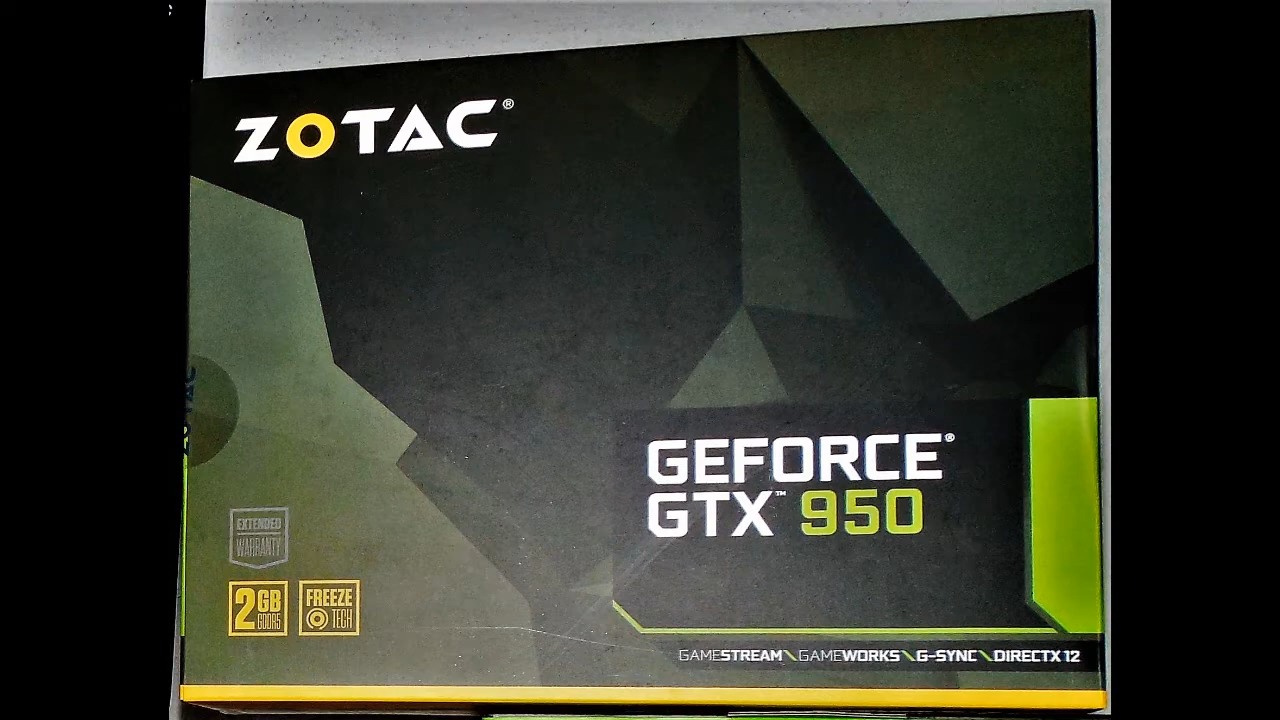 ZOTAC®
GEFORCE®
GTX™ 950
EXTENDED
WARRANTY
2GB
GDDR5
FREEZE
TECH
GAMESTREAM \ GAMEWORKS \ G-SYNC \ DIRECTX 12